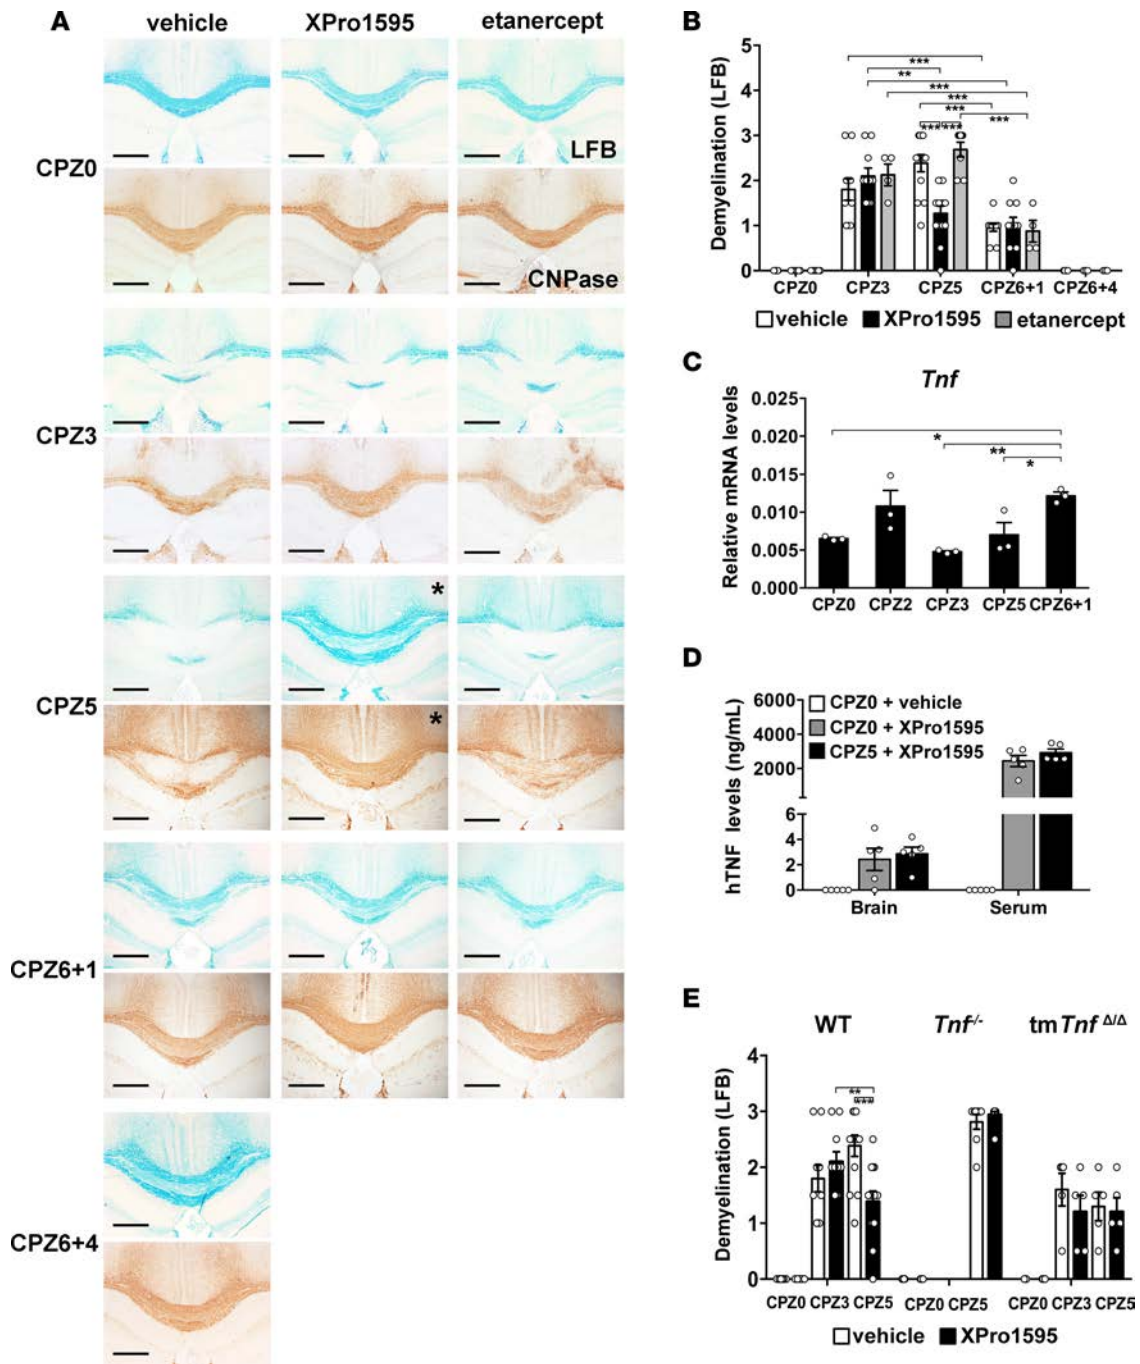 A
vehicle XPro1595 etanercept
CPZ0
LFB
CNPase
CPZ3
CPZ5
*
*
CPZ6+1
CPZ6+4
B
Demyelination (LFB)
5
4
3
2
1
0
***
**
***
***
***
***
*** ***
CPZ0 CPZ3 CPZ5 CPZ6+1 CPZ6+4
vehicle XPro1595 etanercept
C
Tnf
Relative mRNA levels
0.025
0.020
0.015
0.010
0.005
0.000
*
**
*
CPZ0 CPZ2 CPZ3 CPZ5 CPZ6+1
D
hTNF levels (ng/mL)
6000
4000
2000
6
4
2
0
CPZ0 + vehicle
CPZ0 + XPro1595
CPZ5 + XPro1595
Brain Serum
E
WT Tnf-/- tmTnf Δ/Δ
Demyelination (LFB)
4
3
2
1
0
**
***
CPZ0 CPZ3 CPZ5 CPZ0 CPZ5 CPZ0 CPZ3 CPZ5
vehicle XPro1595